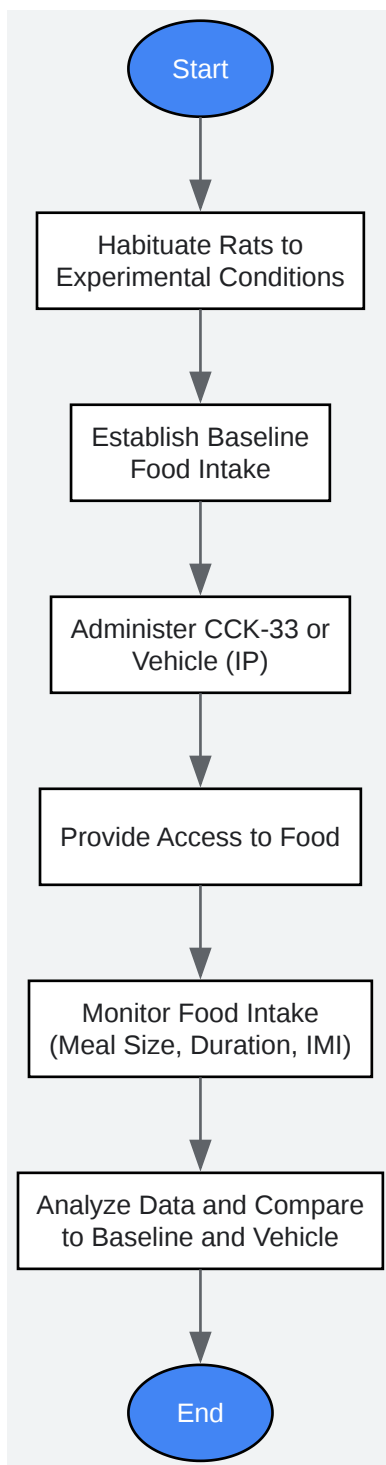 Start
Habituate Rats to
Experimental Conditions
Establish Baseline
Food Intake
Administer CCK-33 or
Vehicle (IP)
Provide Access to Food
Monitor Food Intake
(Meal Size, Duration, IMI)
Analyze Data and Compare
to Baseline and Vehicle
End